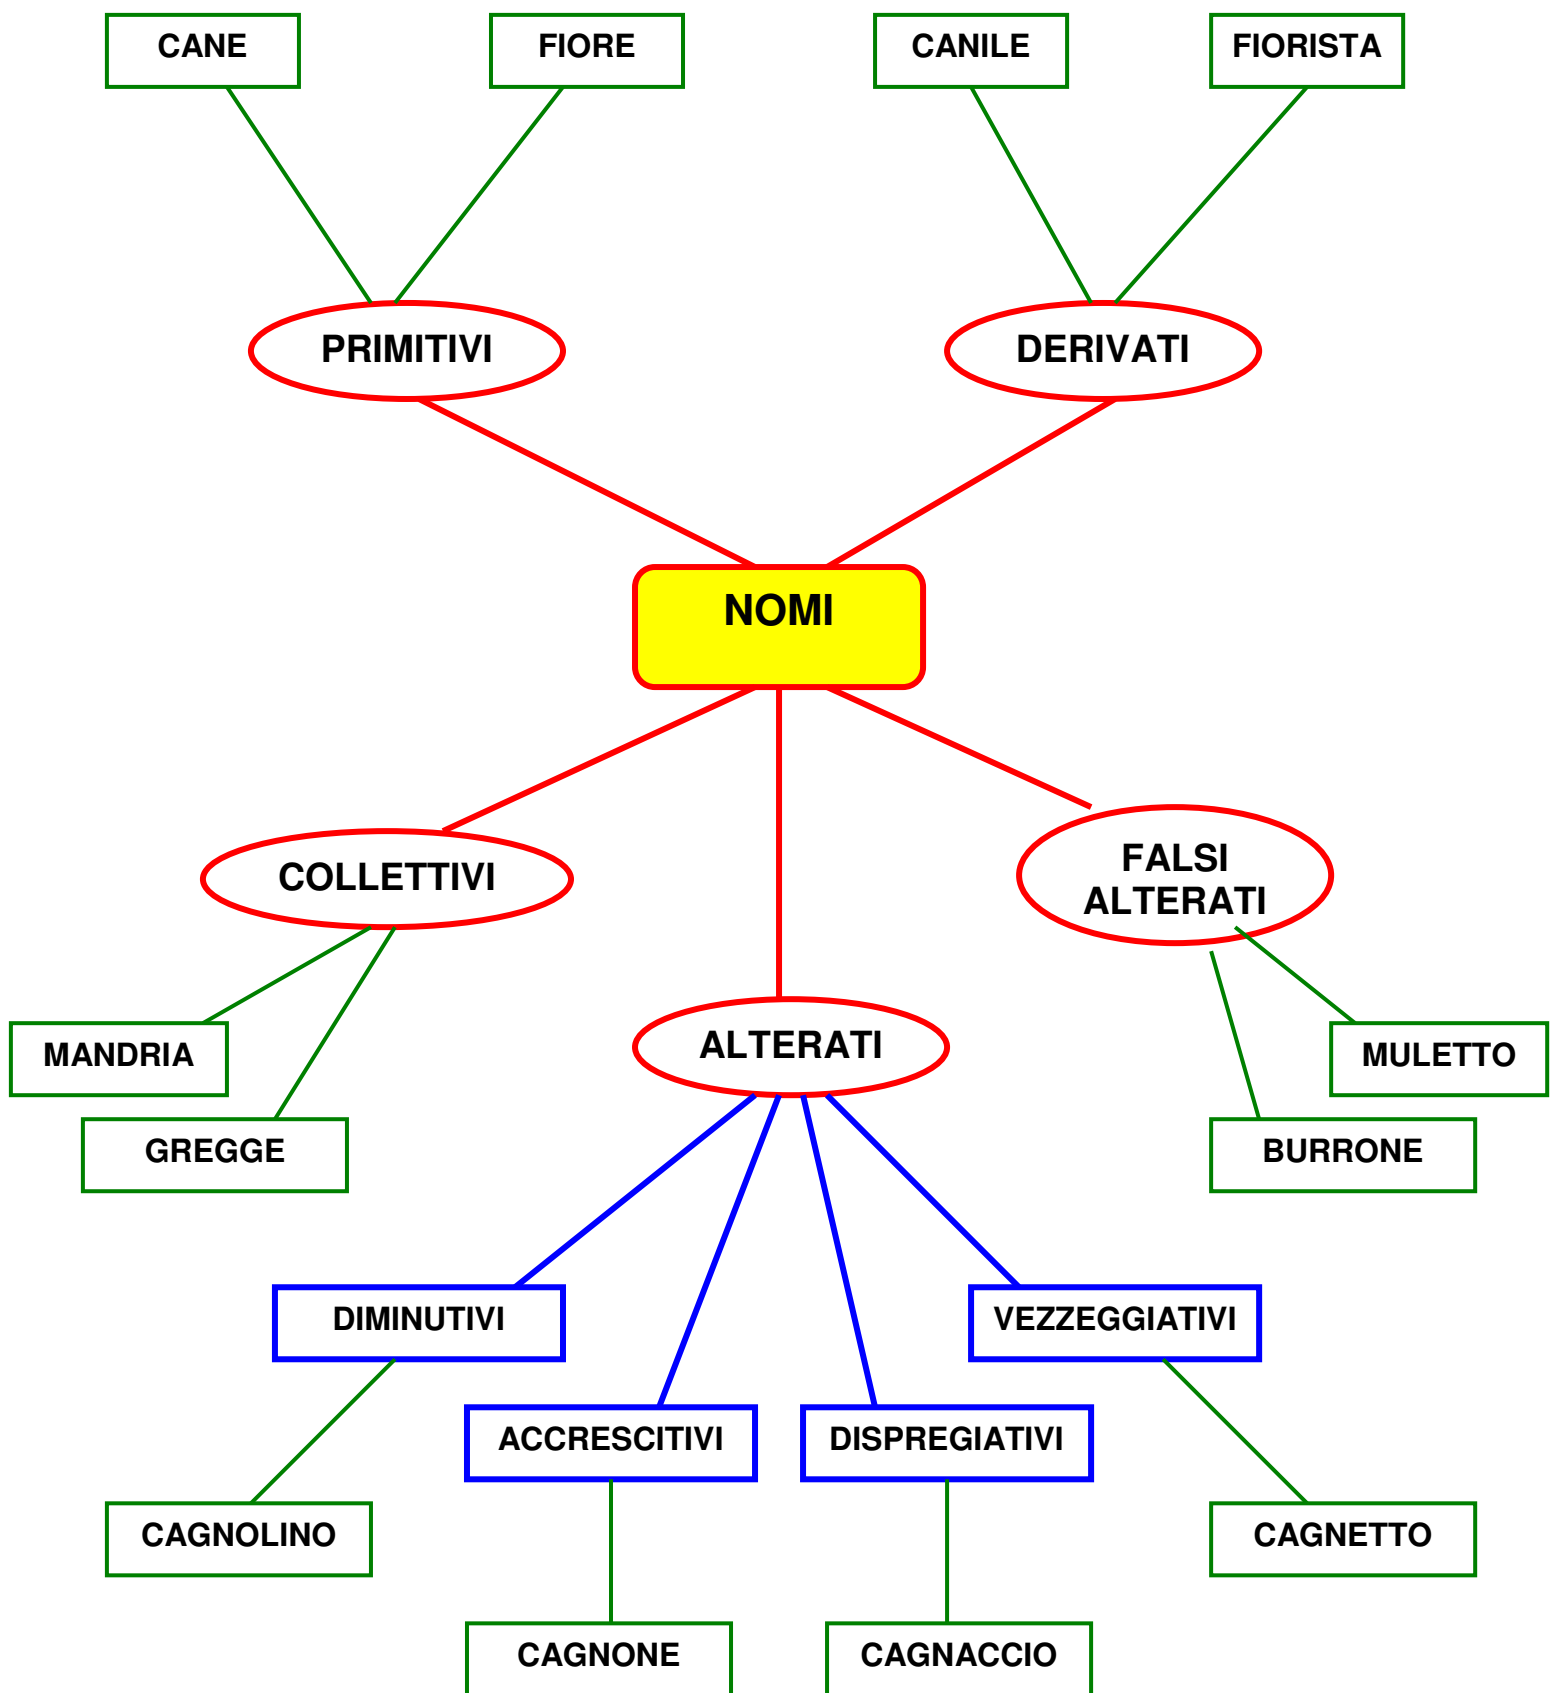 CANE
FIORE
CANILE
FIORISTA
PRIMITIVI
DERIVATI
NOMI
COLLETTIVI
FALSI
ALTERATI
ALTERATI
MANDRIA
MULETTO
GREGGE
BURRONE
DIMINUTIVI
VEZZEGGIATIVI
ACCRESCITIVI
DISPREGIATIVI
CAGNOLINO
CAGNETTO
CAGNONE
CAGNACCIO